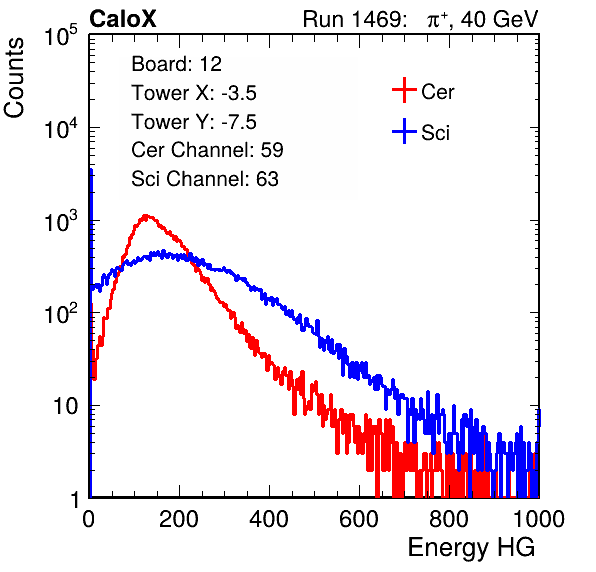 CaloX Run 1469: π⁺, 40 GeV
Counts
Board: 12
Tower X: -3.5
Tower Y: -7.5
Cer Channel: 59
Sci Channel: 63
Cer
Sci
10⁵
10⁴
10³
10²
10
1
0 200 400 600 800 1000
Energy HG